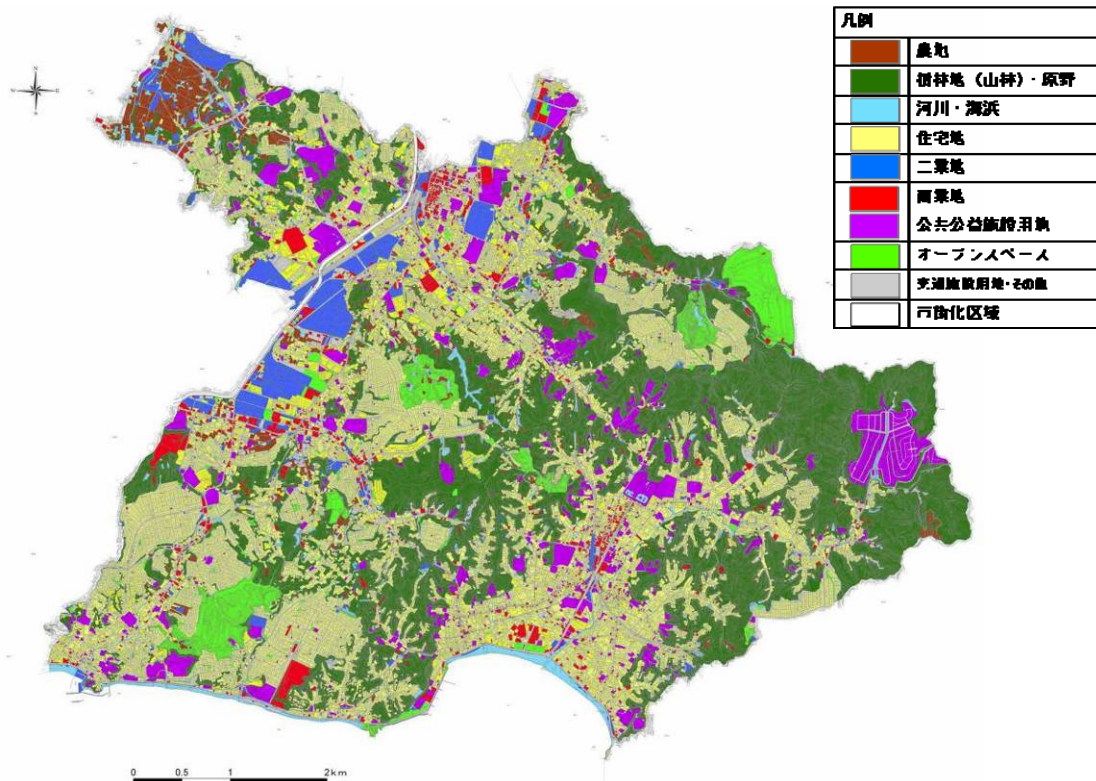 凡例
農地
樹林地（山林）・原野
河川・海浜
住宅地
工業地
商業地
公共公益施設用地
オープンスペース
交通施設用地・その他
市街化区域
0 0.5 1 2km